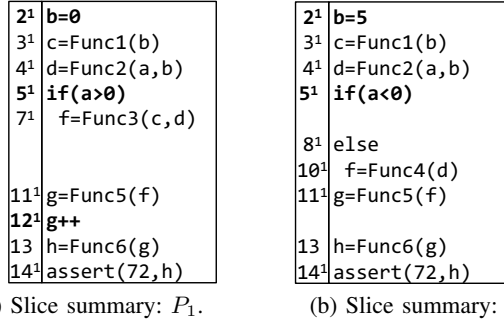 2¹ b=0
3¹ c=Func1(b)
4¹ d=Func2(a,b)
5¹ if(a>0)
7¹ f=Func3(c,d)
11¹ g=Func5(f)
12¹ g++
13 h=Func6(g)
14¹ assert(72,h)
) Slice summary: P₁.
2¹ b=5
3¹ c=Func1(b)
4¹ d=Func2(a,b)
5¹ if(a<0)
8¹ else
10¹ f=Func4(d)
11¹ g=Func5(f)
13 h=Func6(g)
14¹ assert(72,h)
(b) Slice summary: